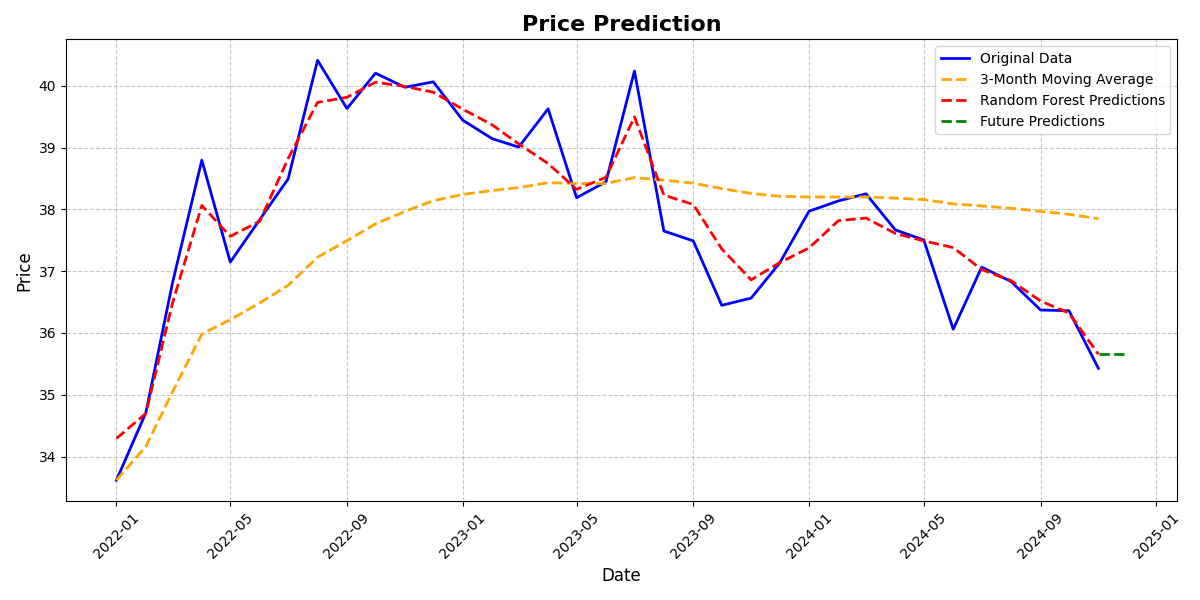 Price Prediction
Original Data
3-Month Moving Average
Random Forest Predictions
Future Predictions
Price
40
39
38
37
36
35
34
2022-01
2022-05
2022-09
2023-01
2023-05
2023-09
2024-01
2024-05
2024-09
2025-01
Date